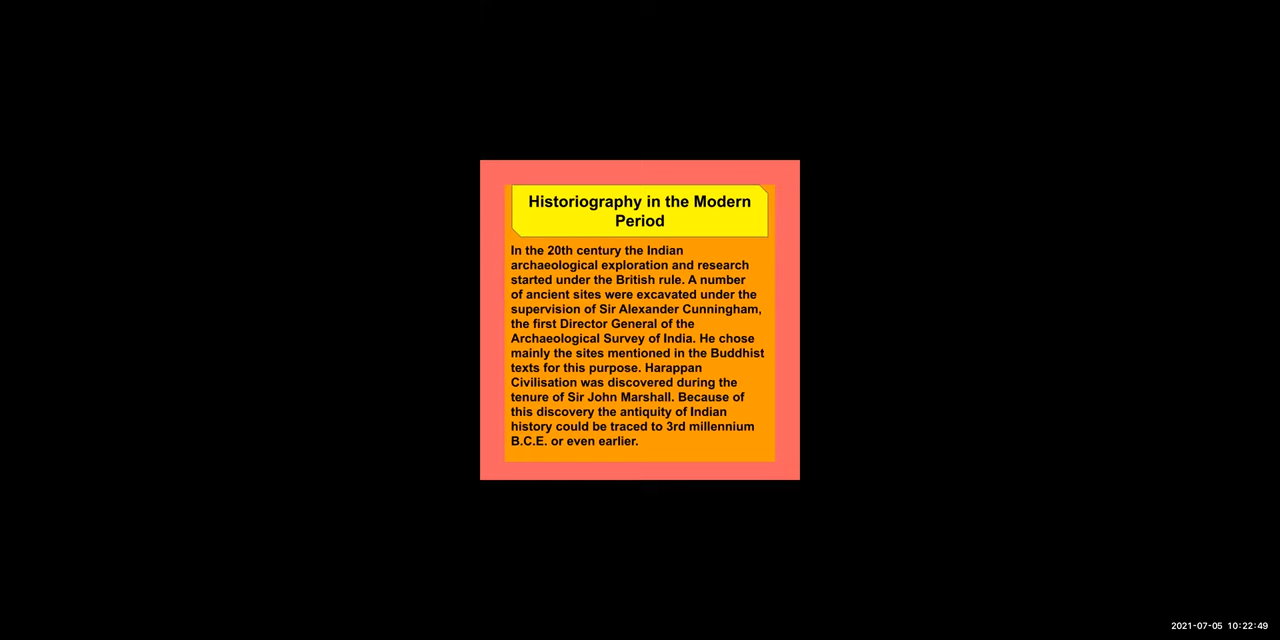 Historiography in the Modern
Period
In the 20th century the Indian
archaeological exploration and research
started under the British rule. A number
of ancient sites were excavated under the
supervision of Sir Alexander Cunningham,
the first Director General of the
Archaeological Survey of India. He chose
mainly the sites mentioned in the Buddhist
texts for this purpose. Harappan
Civilisation was discovered during the
tenure of Sir John Marshall. Because of
this discovery the antiquity of Indian
history could be traced to 3rd millennium
B.C.E. or even earlier.
2021-07-05 10:22:49